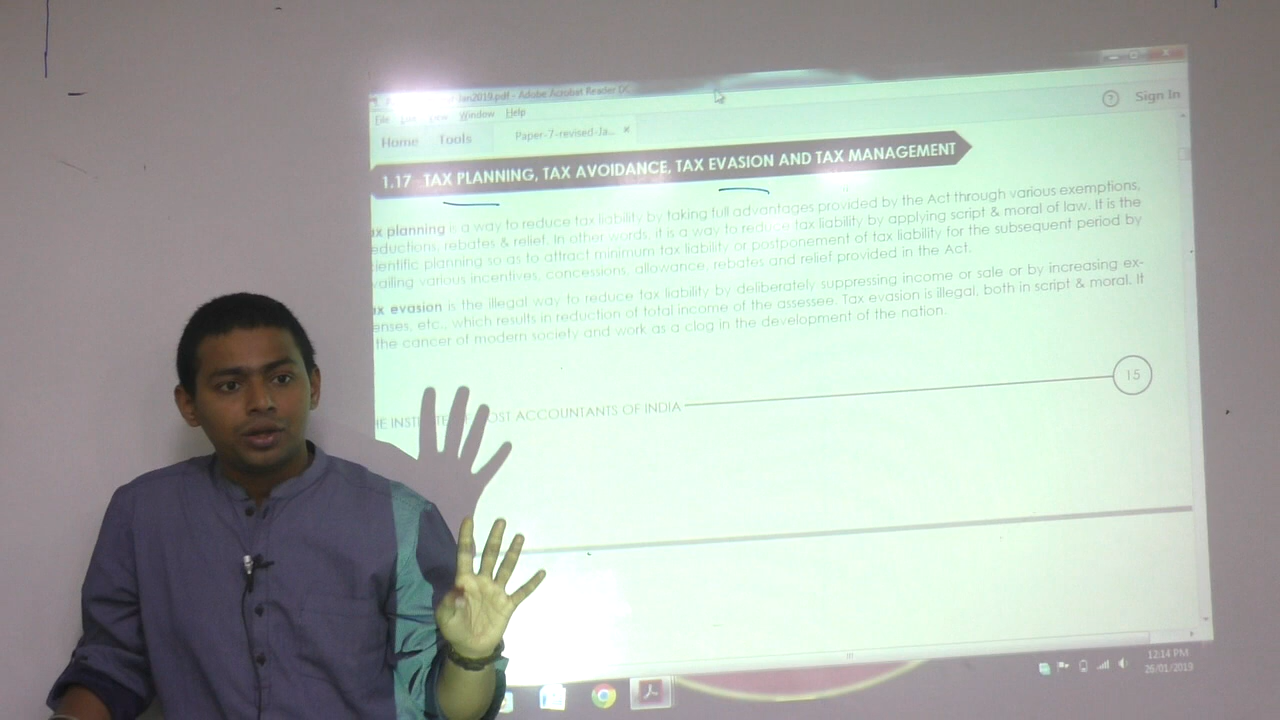 Jan2019.pdf - Adobe Acrobat Reader DC
File View Window Help
Home Tools Paper-7-revised-Ja... × ? Sign In
1.17 TAX PLANNING, TAX AVOIDANCE, TAX EVASION AND TAX MANAGEMENT
ax planning is a way to reduce tax liability by taking full advantages provided by the Act through various exemptions,
eductions, rebates & relief. In other words, it is a way to reduce tax liability by applying script & moral of law. It is the
cientific planning so as to attract minimum tax liability or postponement of tax liability for the subsequent period by
vailing various incentives, concessions, allowance, rebates and relief provided in the Act.
ax evasion is the illegal way to reduce tax liability by deliberately suppressing income or sale or by increasing ex-
enses, etc., which results in reduction of total income of the assessee. Tax evasion is illegal, both in script & moral. It
the cancer of modern society and work as a clog in the development of the nation.
15
HE INSTITUTE OF COST ACCOUNTANTS OF INDIA
12:14 PM
26/01/2019